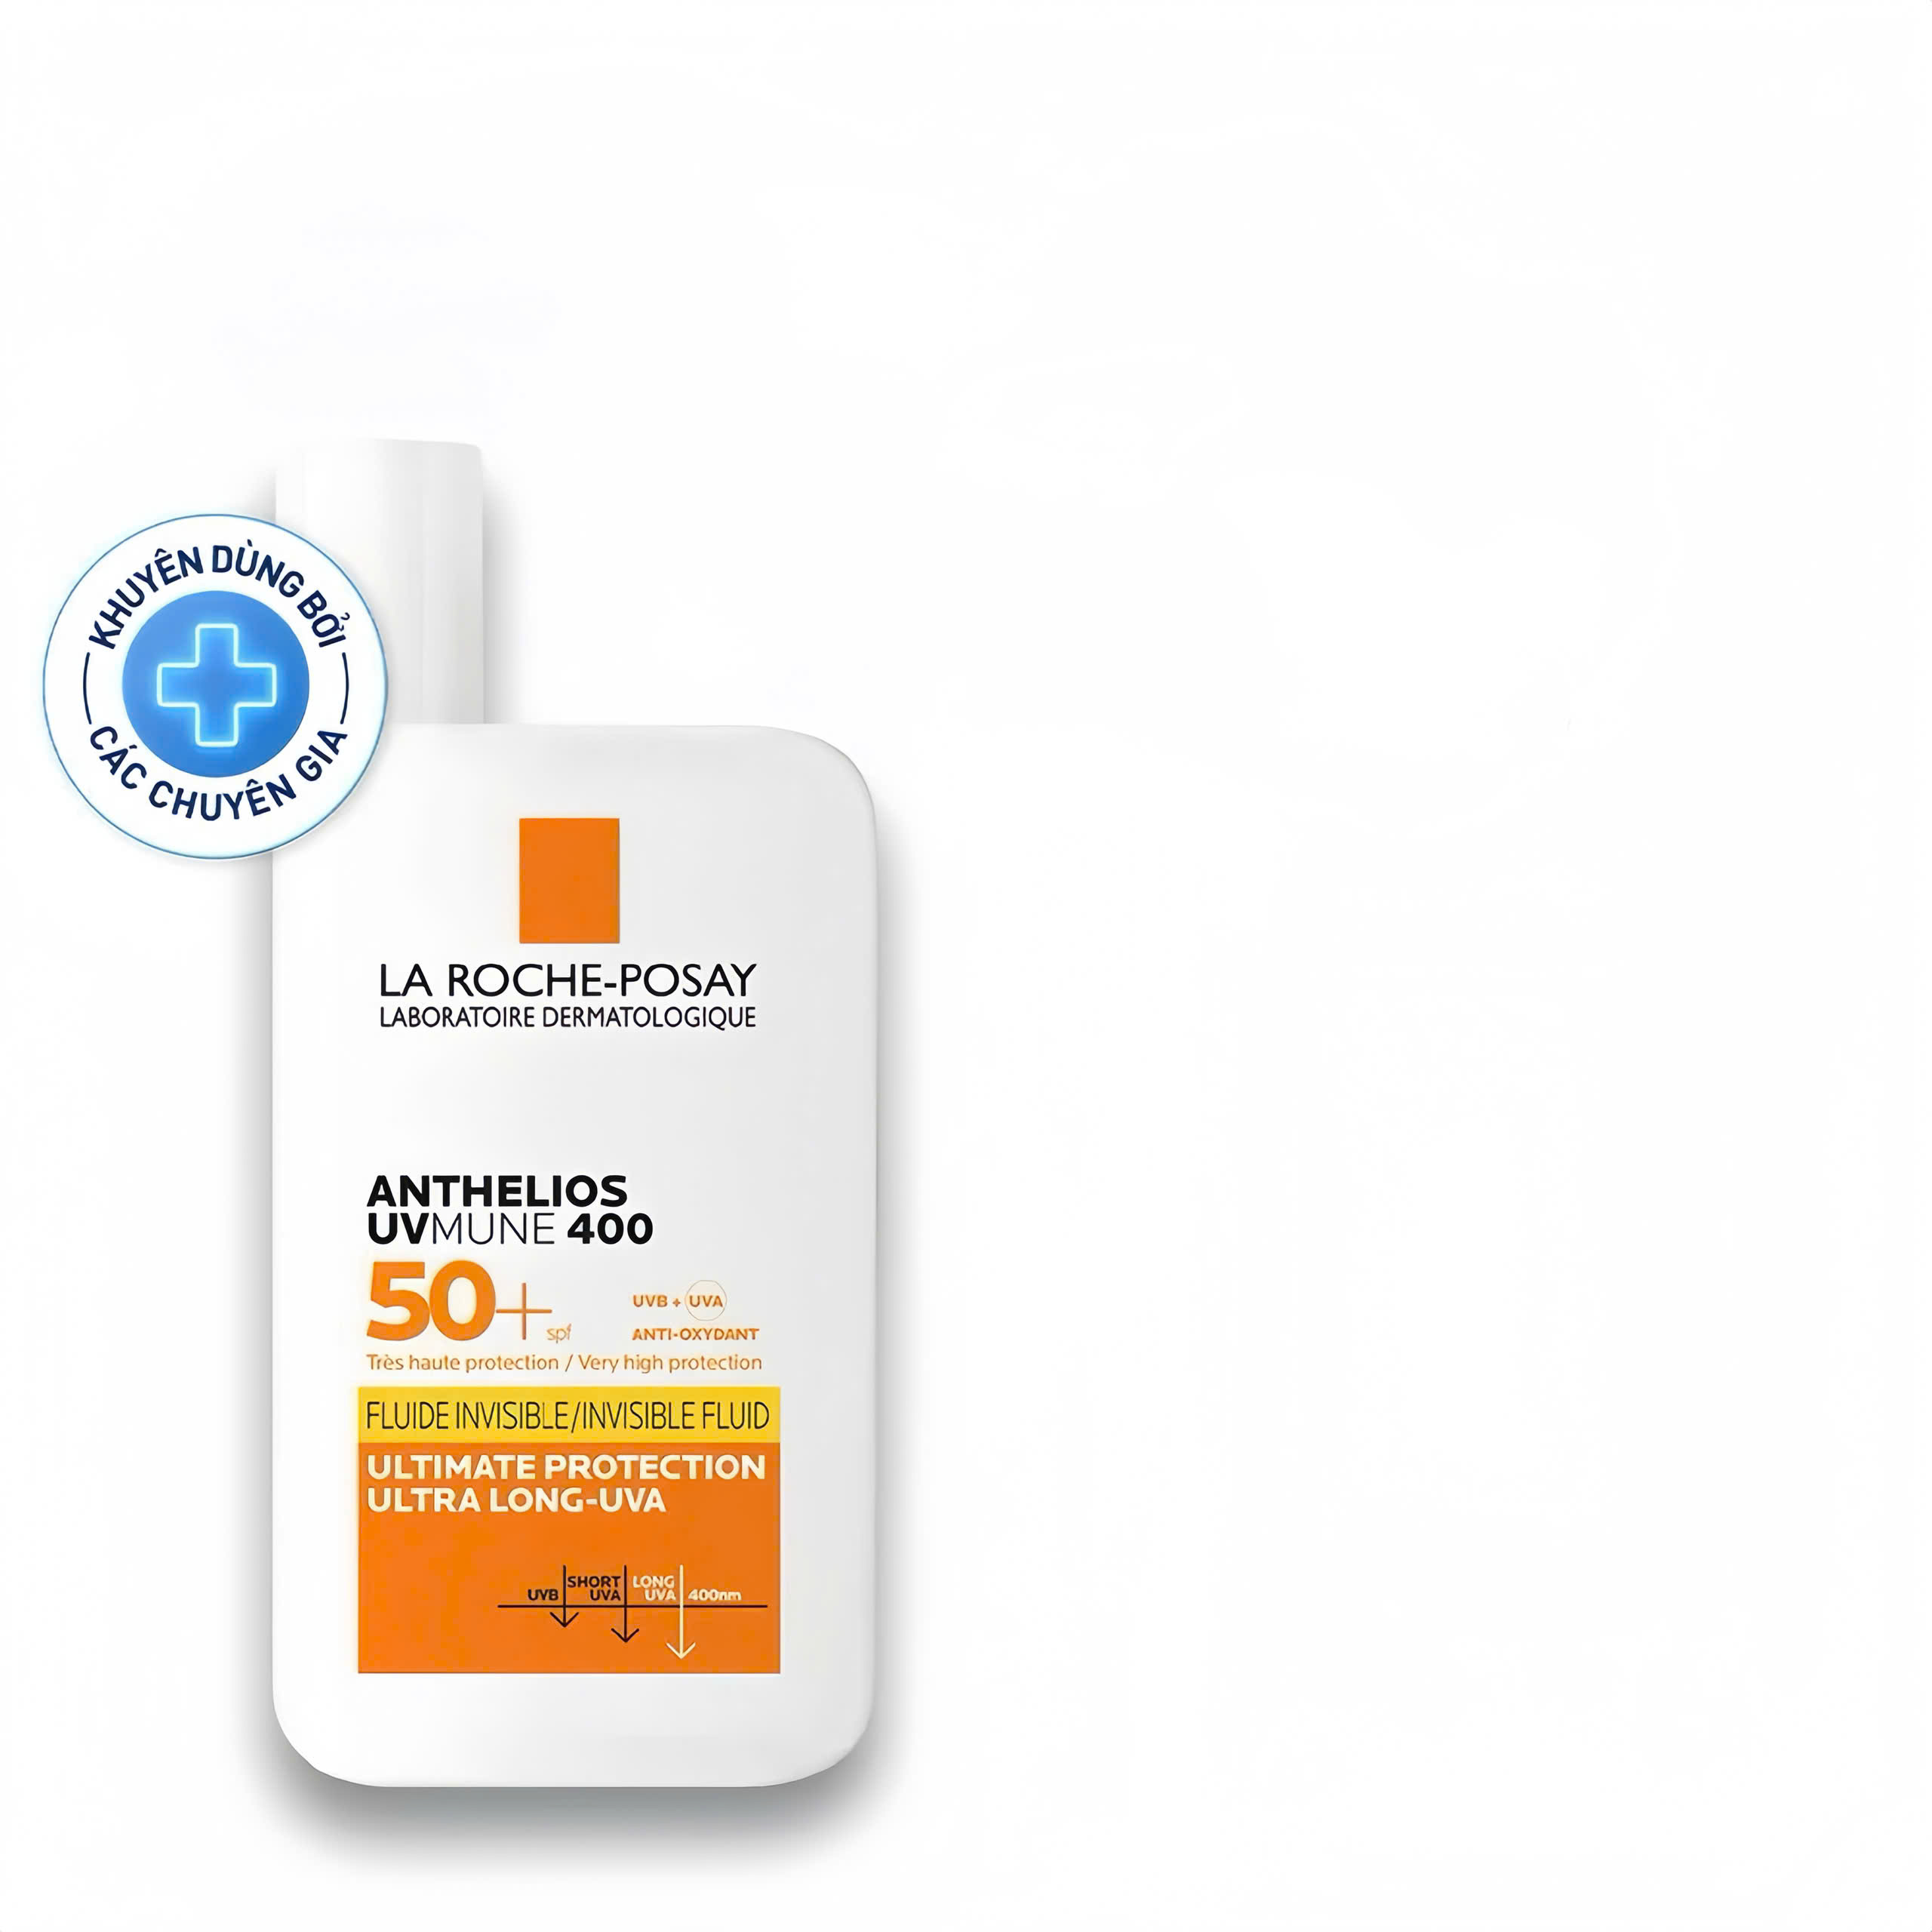 KHUYÊN DÙNG BỞI
CÁC CHUYÊN GIA
LA ROCHE-POSAY
LABORATOIRE DERMATOLOGIQUE
ANTHELIOS
UVMUNE 400
50+ spf
UVB + UVA
ANTI-OXYDANT
Très haute protection / Very high protection
FLUIDE INVISIBLE/INVISIBLE FLUID
ULTIMATE PROTECTION
ULTRA LONG-UVA
UVB SHORT UVA LONG UVA 400nm